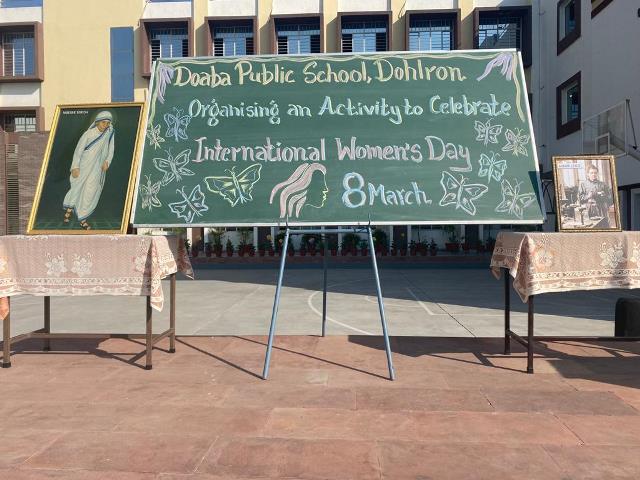 Doaba Public School, Dohlron.
Organising an Activity to Celebrate
International Women's Day
8 March.